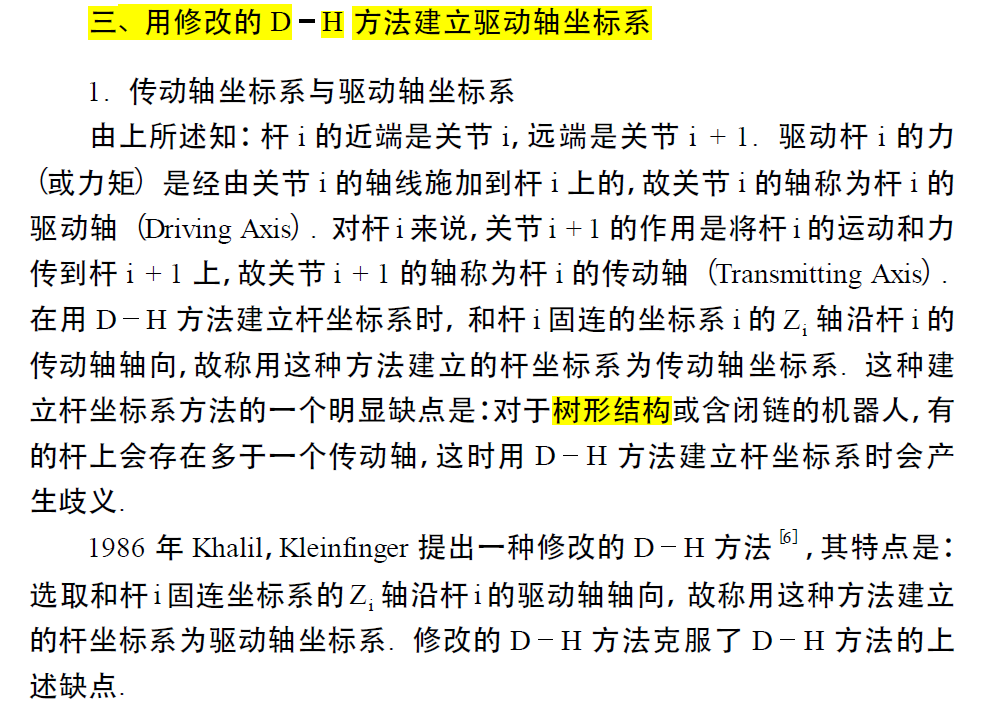 三、用修改的 D－H 方法建立驱动轴坐标系
1. 传动轴坐标系与驱动轴坐标系
由上所述知：杆 i 的近端是关节 i，远端是关节 i + 1. 驱动杆 i 的力
(或力矩) 是经由关节 i 的轴线施加到杆 i 上的，故关节 i 的轴称为杆 i 的
驱动轴 (Driving Axis). 对杆 i 来说，关节 i + 1 的作用是将杆 i 的运动和力
传到杆 i + 1 上，故关节 i + 1 的轴称为杆 i 的传动轴 (Transmitting Axis).
在用 D－H 方法建立杆坐标系时，和杆 i 固连的坐标系 i 的 Zi 轴沿杆 i 的
传动轴轴向，故称用这种方法建立的杆坐标系为传动轴坐标系. 这种建
立杆坐标系方法的一个明显缺点是：对于树形结构或含闭链的机器人，有
的杆上会存在多于一个传动轴，这时用 D－H 方法建立杆坐标系时会产
生歧义.
1986 年 Khalil, Kleinfinger 提出一种修改的 D－H 方法[6]，其特点是：
选取和杆 i 固连坐标系的 Zi 轴沿杆 i 的驱动轴轴向，故称用这种方法建立
的杆坐标系为驱动轴坐标系. 修改的 D－H 方法克服了 D－H 方法的上
述缺点.